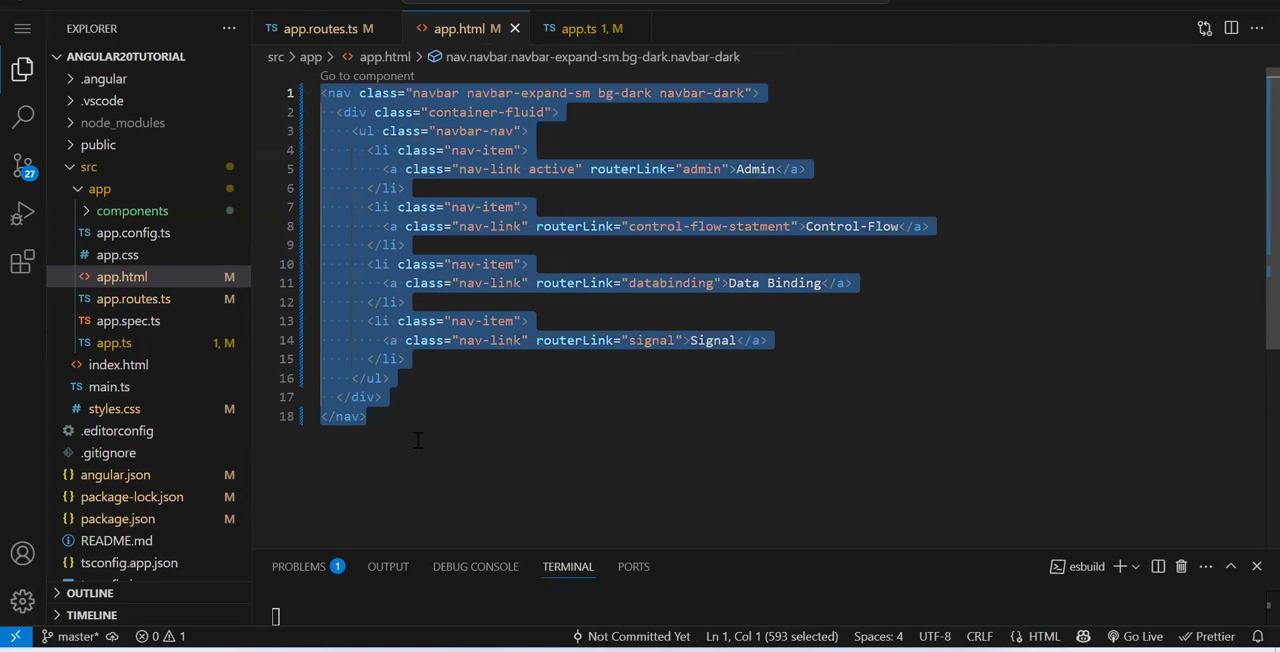 EXPLORER
ANGULAR20TUTORIAL
.angular
.vscode
node_modules
public
src
app
components
app.config.ts
app.css
app.html M
app.routes.ts M
app.spec.ts
app.ts 1, M
index.html
main.ts
styles.css M
.editorconfig
.gitignore
angular.json M
package-lock.json M
package.json M
README.md
tsconfig.app.json
OUTLINE
TIMELINE
27
app.routes.ts M
app.html M
app.ts 1, M
src > app > app.html > nav.navbar.navbar-expand-sm.bg-dark.navbar-dark
Go to component
1 <nav class="navbar navbar-expand-sm bg-dark navbar-dark">
2 <div class="container-fluid">
3 <ul class="navbar-nav">
4 <li class="nav-item">
5 <a class="nav-link active" routerLink="admin">Admin</a>
6 </li>
7 <li class="nav-item">
8 <a class="nav-link" routerLink="control-flow-statment">Control-Flow</a>
9 </li>
10 <li class="nav-item">
11 <a class="nav-link" routerLink="databinding">Data Binding</a>
12 </li>
13 <li class="nav-item">
14 <a class="nav-link" routerLink="signal">Signal</a>
15 </li>
16 </ul>
17 </div>
18 </nav>
PROBLEMS 1 OUTPUT DEBUG CONSOLE TERMINAL PORTS
esbuild
master* 0 1 Not Committed Yet Ln 1, Col 1 (593 selected) Spaces: 4 UTF-8 CRLF HTML Go Live Prettier